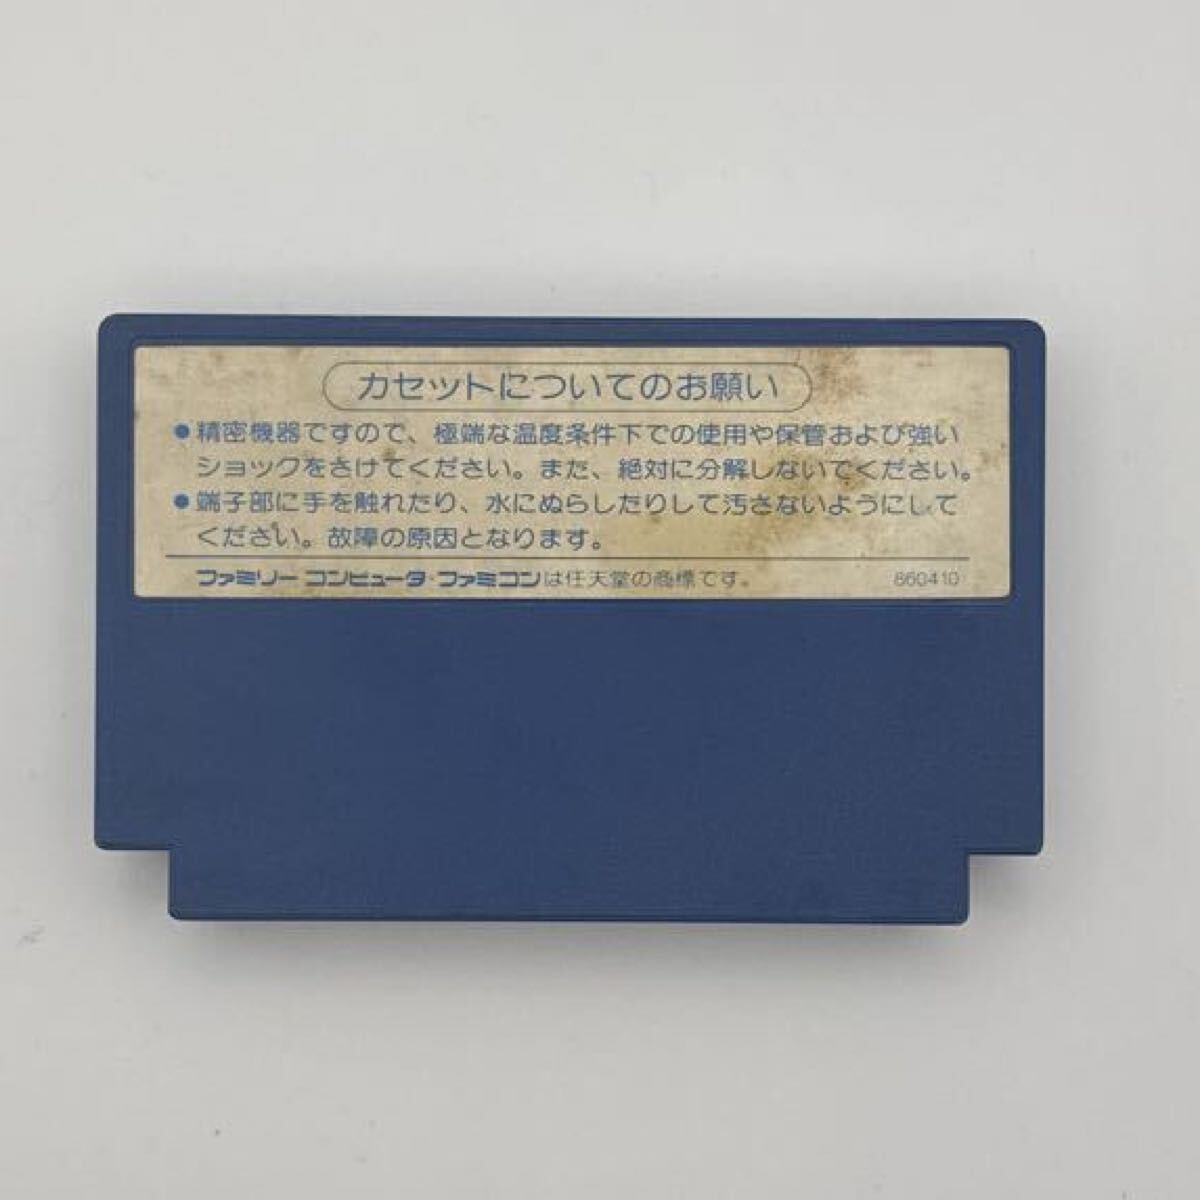 カセットについてのお願い
●精密機器ですので、極端な温度条件下での使用や保管および強い
ショックをさけてください。また、絶対に分解しないでください。
●端子部に手を触れたり、水にぬらしたりして汚さないようにして
ください。故障の原因となります。
ファミリーコンピュータ・ファミコンは任天堂の商標です。 860410